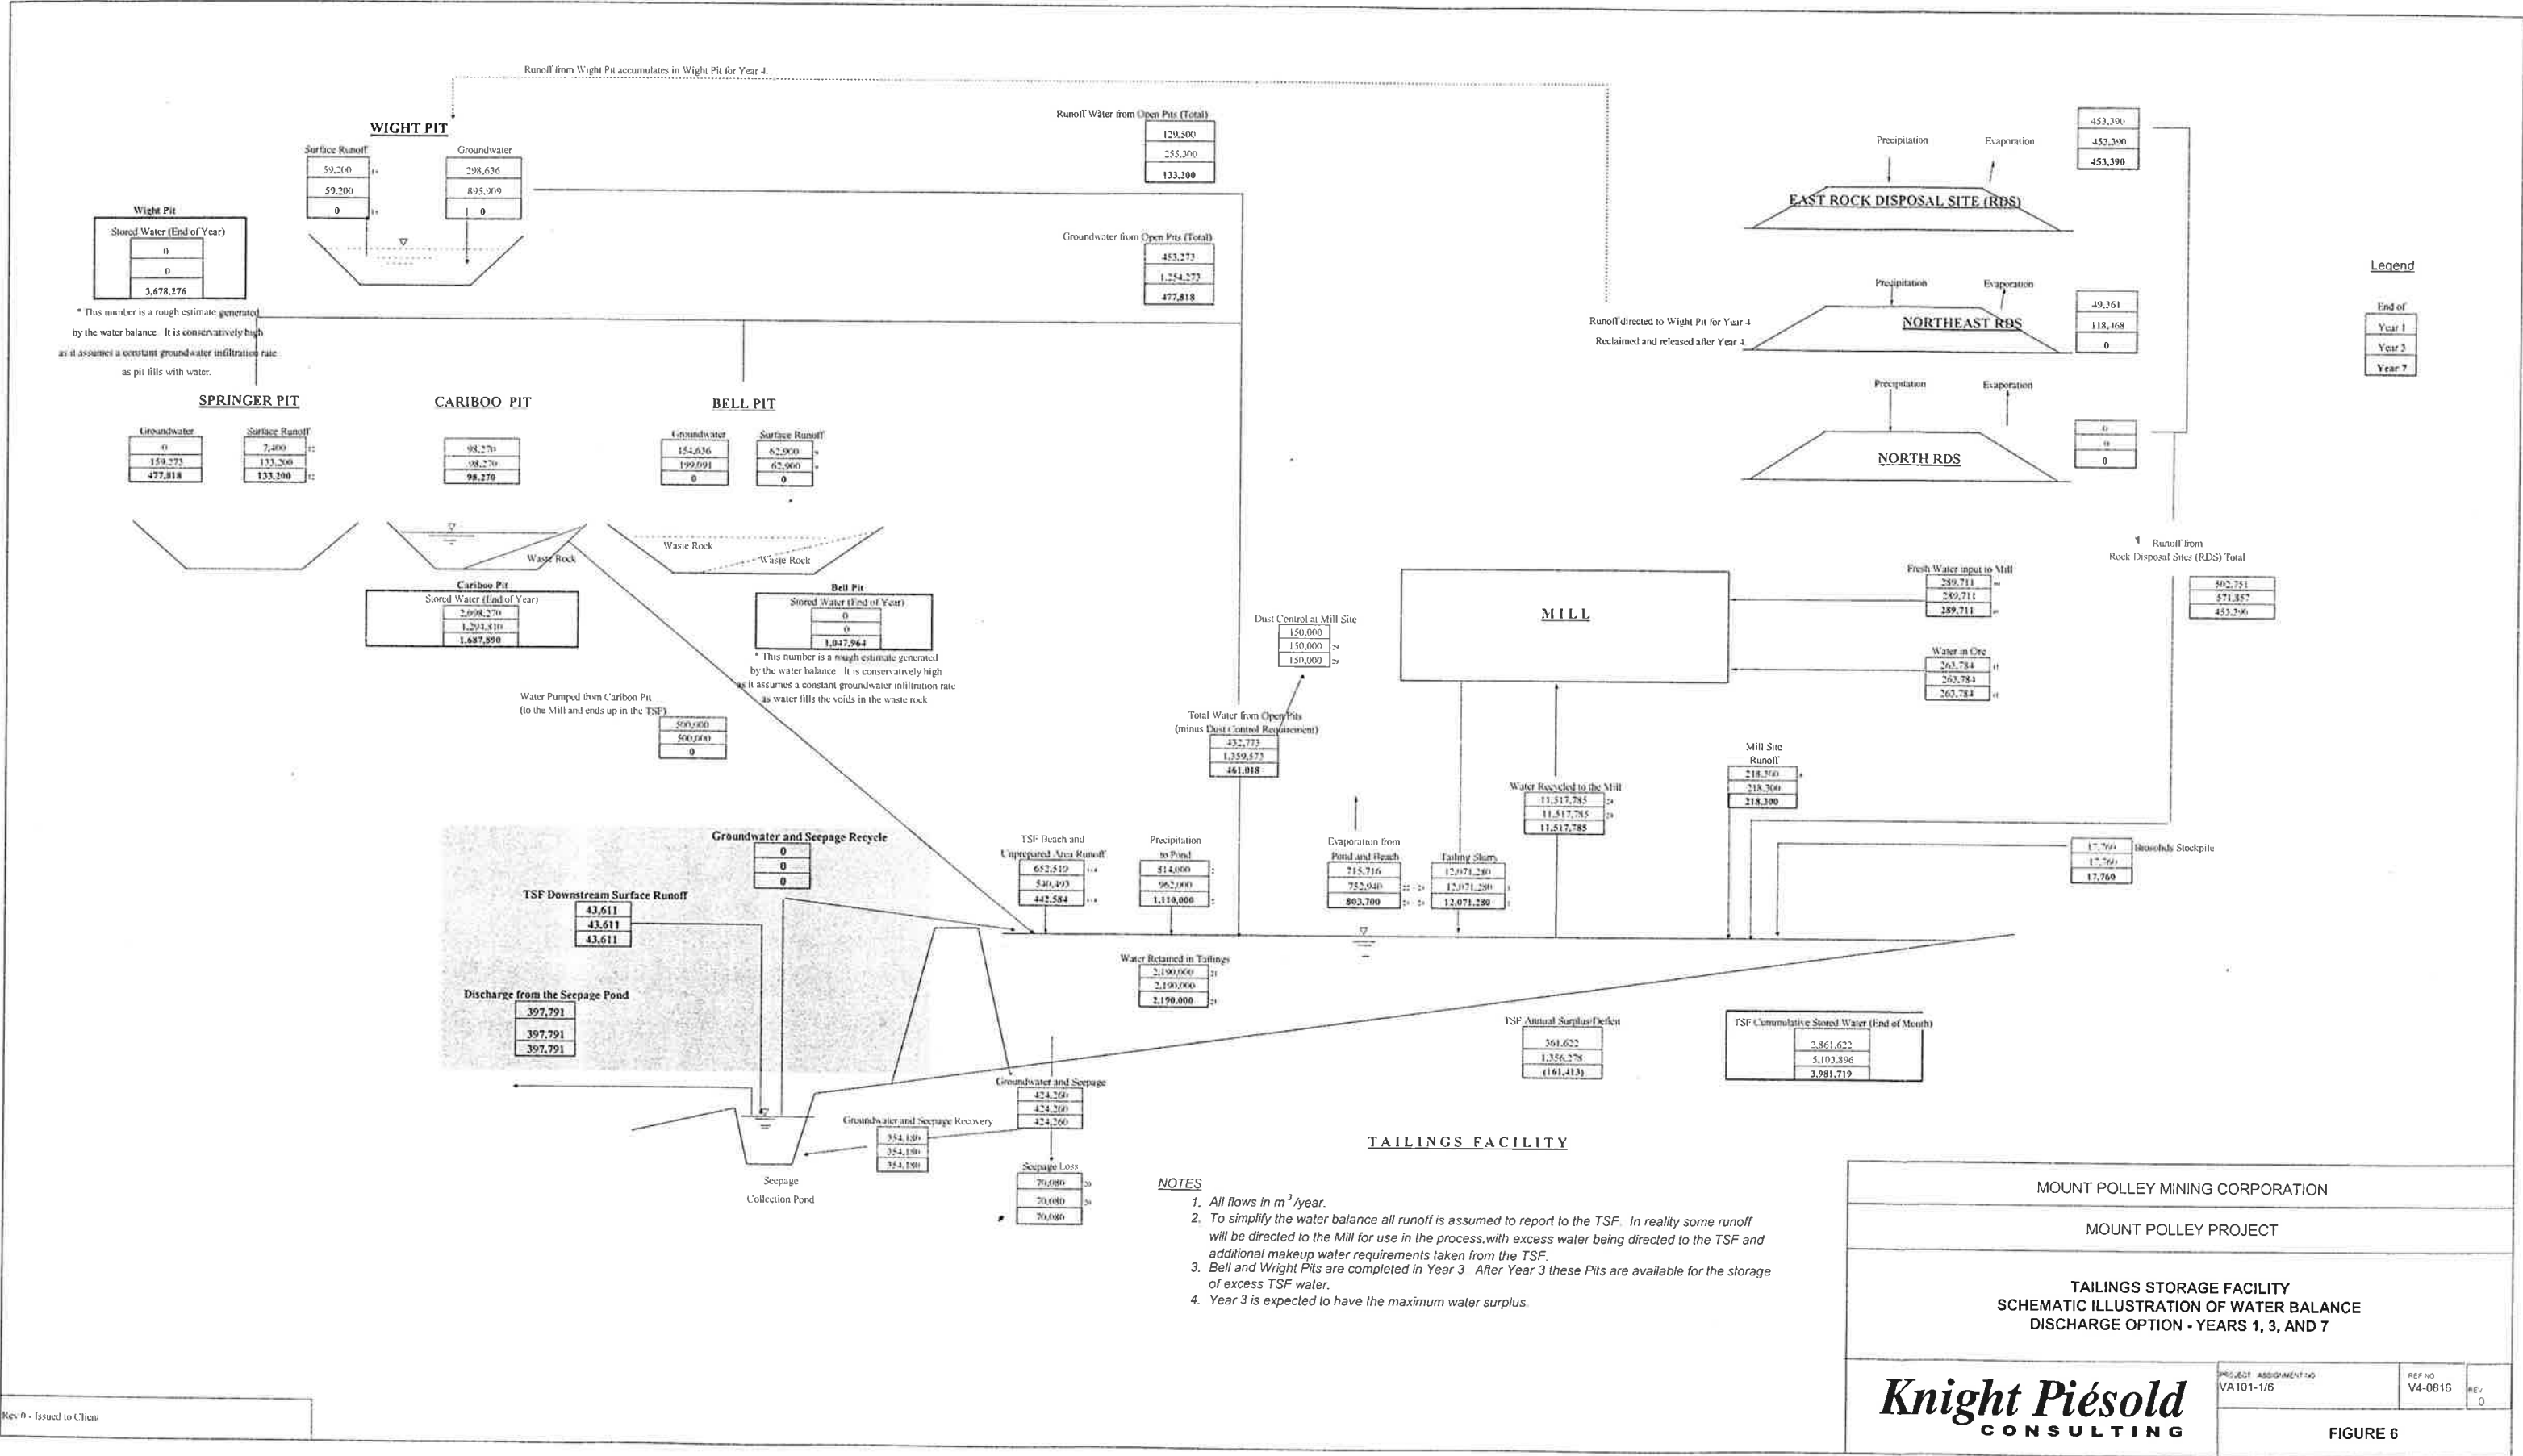 Runoff from Wight Pit accumulates in Wight Pit for Year 4.
WIGHT PIT
Surface Runoff
59,200
59,200
0
Groundwater
298,636
895,909
0
Wight Pit
Stored Water (End of Year)
0
0
3,678,276
* This number is a rough estimate generated
by the water balance. It is conservatively high
as it assumes a constant groundwater infiltration rate
as pit fills with water.
Runoff Water from Open Pits (Total)
129,500
255,300
133,200
Groundwater from Open Pits (Total)
453,273
1,254,273
477,818
Precipitation
Evaporation
EAST ROCK DISPOSAL SITE (RDS)
453,390
453,390
453,390
Precipitation
Evaporation
NORTHEAST RDS
49,361
118,468
0
Runoff directed to Wight Pit for Year 4
Reclaimed and released after Year 4.
Precipitation
Evaporation
NORTH RDS
0
0
0
Legend
End of
Year 1
Year 3
Year 7
SPRINGER PIT
Groundwater
0
159,273
477,818
Surface Runoff
7,400
133,200
133,200
CARIBOO PIT
98,270
98,270
98,270
BELL PIT
Groundwater
154,636
199,091
0
Surface Runoff
62,900
62,900
0
Waste Rock
Waste Rock
Waste Rock
Cariboo Pit
Stored Water (End of Year)
2,098,270
1,294,810
1,687,890
Bell Pit
Stored Water (End of Year)
0
0
1,047,964
* This number is a rough estimate generated
by the water balance. It is conservatively high
as it assumes a constant groundwater infiltration rate
as water fills the voids in the waste rock
Water Pumped from Cariboo Pit
(to the Mill and ends up in the TSF)
500,000
500,000
0
Dust Control at Mill Site
150,000
150,000
150,000
Total Water from Open Pits
(minus Dust Control Requirement)
432,773
1,359,573
461,018
MILL
Fresh Water input to Mill
289,711
289,711
289,711
Water in Ore
263,784
263,784
263,784
Runoff from
Rock Disposal Sites (RDS) Total
502,751
571,857
453,390
Mill Site
Runoff
218,300
218,300
218,300
Water Recycled to the Mill
11,517,785
11,517,785
11,517,785
Biosolids Stockpile
17,760
17,760
17,760
Groundwater and Seepage Recycle
0
0
0
TSF Downstream Surface Runoff
43,611
43,611
43,611
Discharge from the Seepage Pond
397,791
397,791
397,791
TSF Beach and
Unprepared Area Runoff
652,519
540,493
442,584
Precipitation
to Pond
814,000
962,000
1,110,000
Evaporation from
Pond and Beach
715,716
752,940
803,700
Tailing Slurry
12,071,280
12,071,280
12,071,280
Water Retained in Tailings
2,190,000
2,190,000
2,190,000
TSF Annual Surplus/Deficit
361,622
1,356,278
(161,413)
TSF Cummulative Stored Water (End of Month)
2,861,622
5,103,896
3,981,719
Groundwater and Seepage
424,260
424,260
424,260
Groundwater and Seepage Recovery
354,180
354,180
354,180
Seepage
Collection Pond
Seepage Loss
70,080
70,080
70,080
TAILINGS FACILITY
NOTES
1. All flows in m³/year.
2. To simplify the water balance all runoff is assumed to report to the TSF. In reality some runoff
will be directed to the Mill for use in the process,with excess water being directed to the TSF and
additional makeup water requirements taken from the TSF.
3. Bell and Wright Pits are completed in Year 3 After Year 3 these Pits are available for the storage
of excess TSF water.
4. Year 3 is expected to have the maximum water surplus.
MOUNT POLLEY MINING CORPORATION
MOUNT POLLEY PROJECT
TAILINGS STORAGE FACILITY
SCHEMATIC ILLUSTRATION OF WATER BALANCE
DISCHARGE OPTION - YEARS 1, 3, AND 7
Knight Piésold
CONSULTING
PROJECT ASSIGNMENT NO
VA101-1/6
REF NO
V4-0816
REV
0
FIGURE 6
Rev 0 - Issued to Client